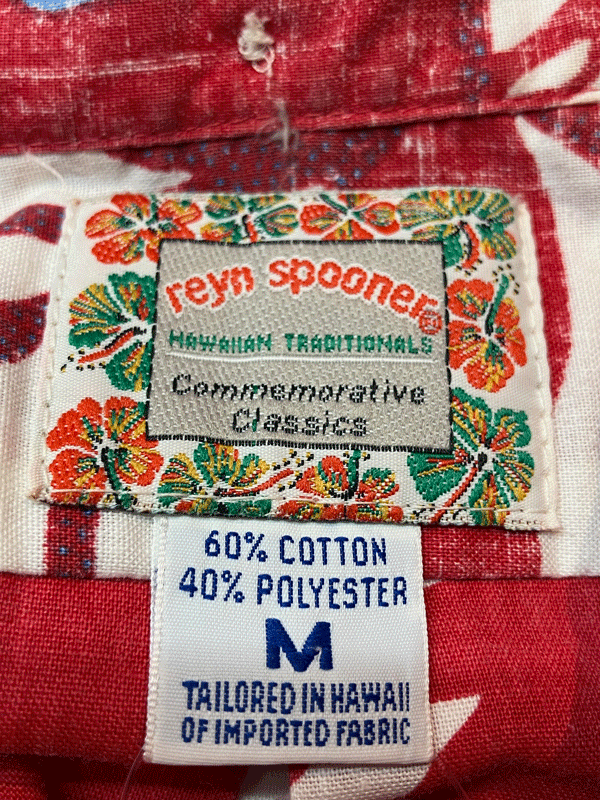 reyn spooner®
HAWAIIAN TRADITIONALS
Commemorative
Classics
60% COTTON
40% POLYESTER
M
TAILORED IN HAWAII
OF IMPORTED FABRIC